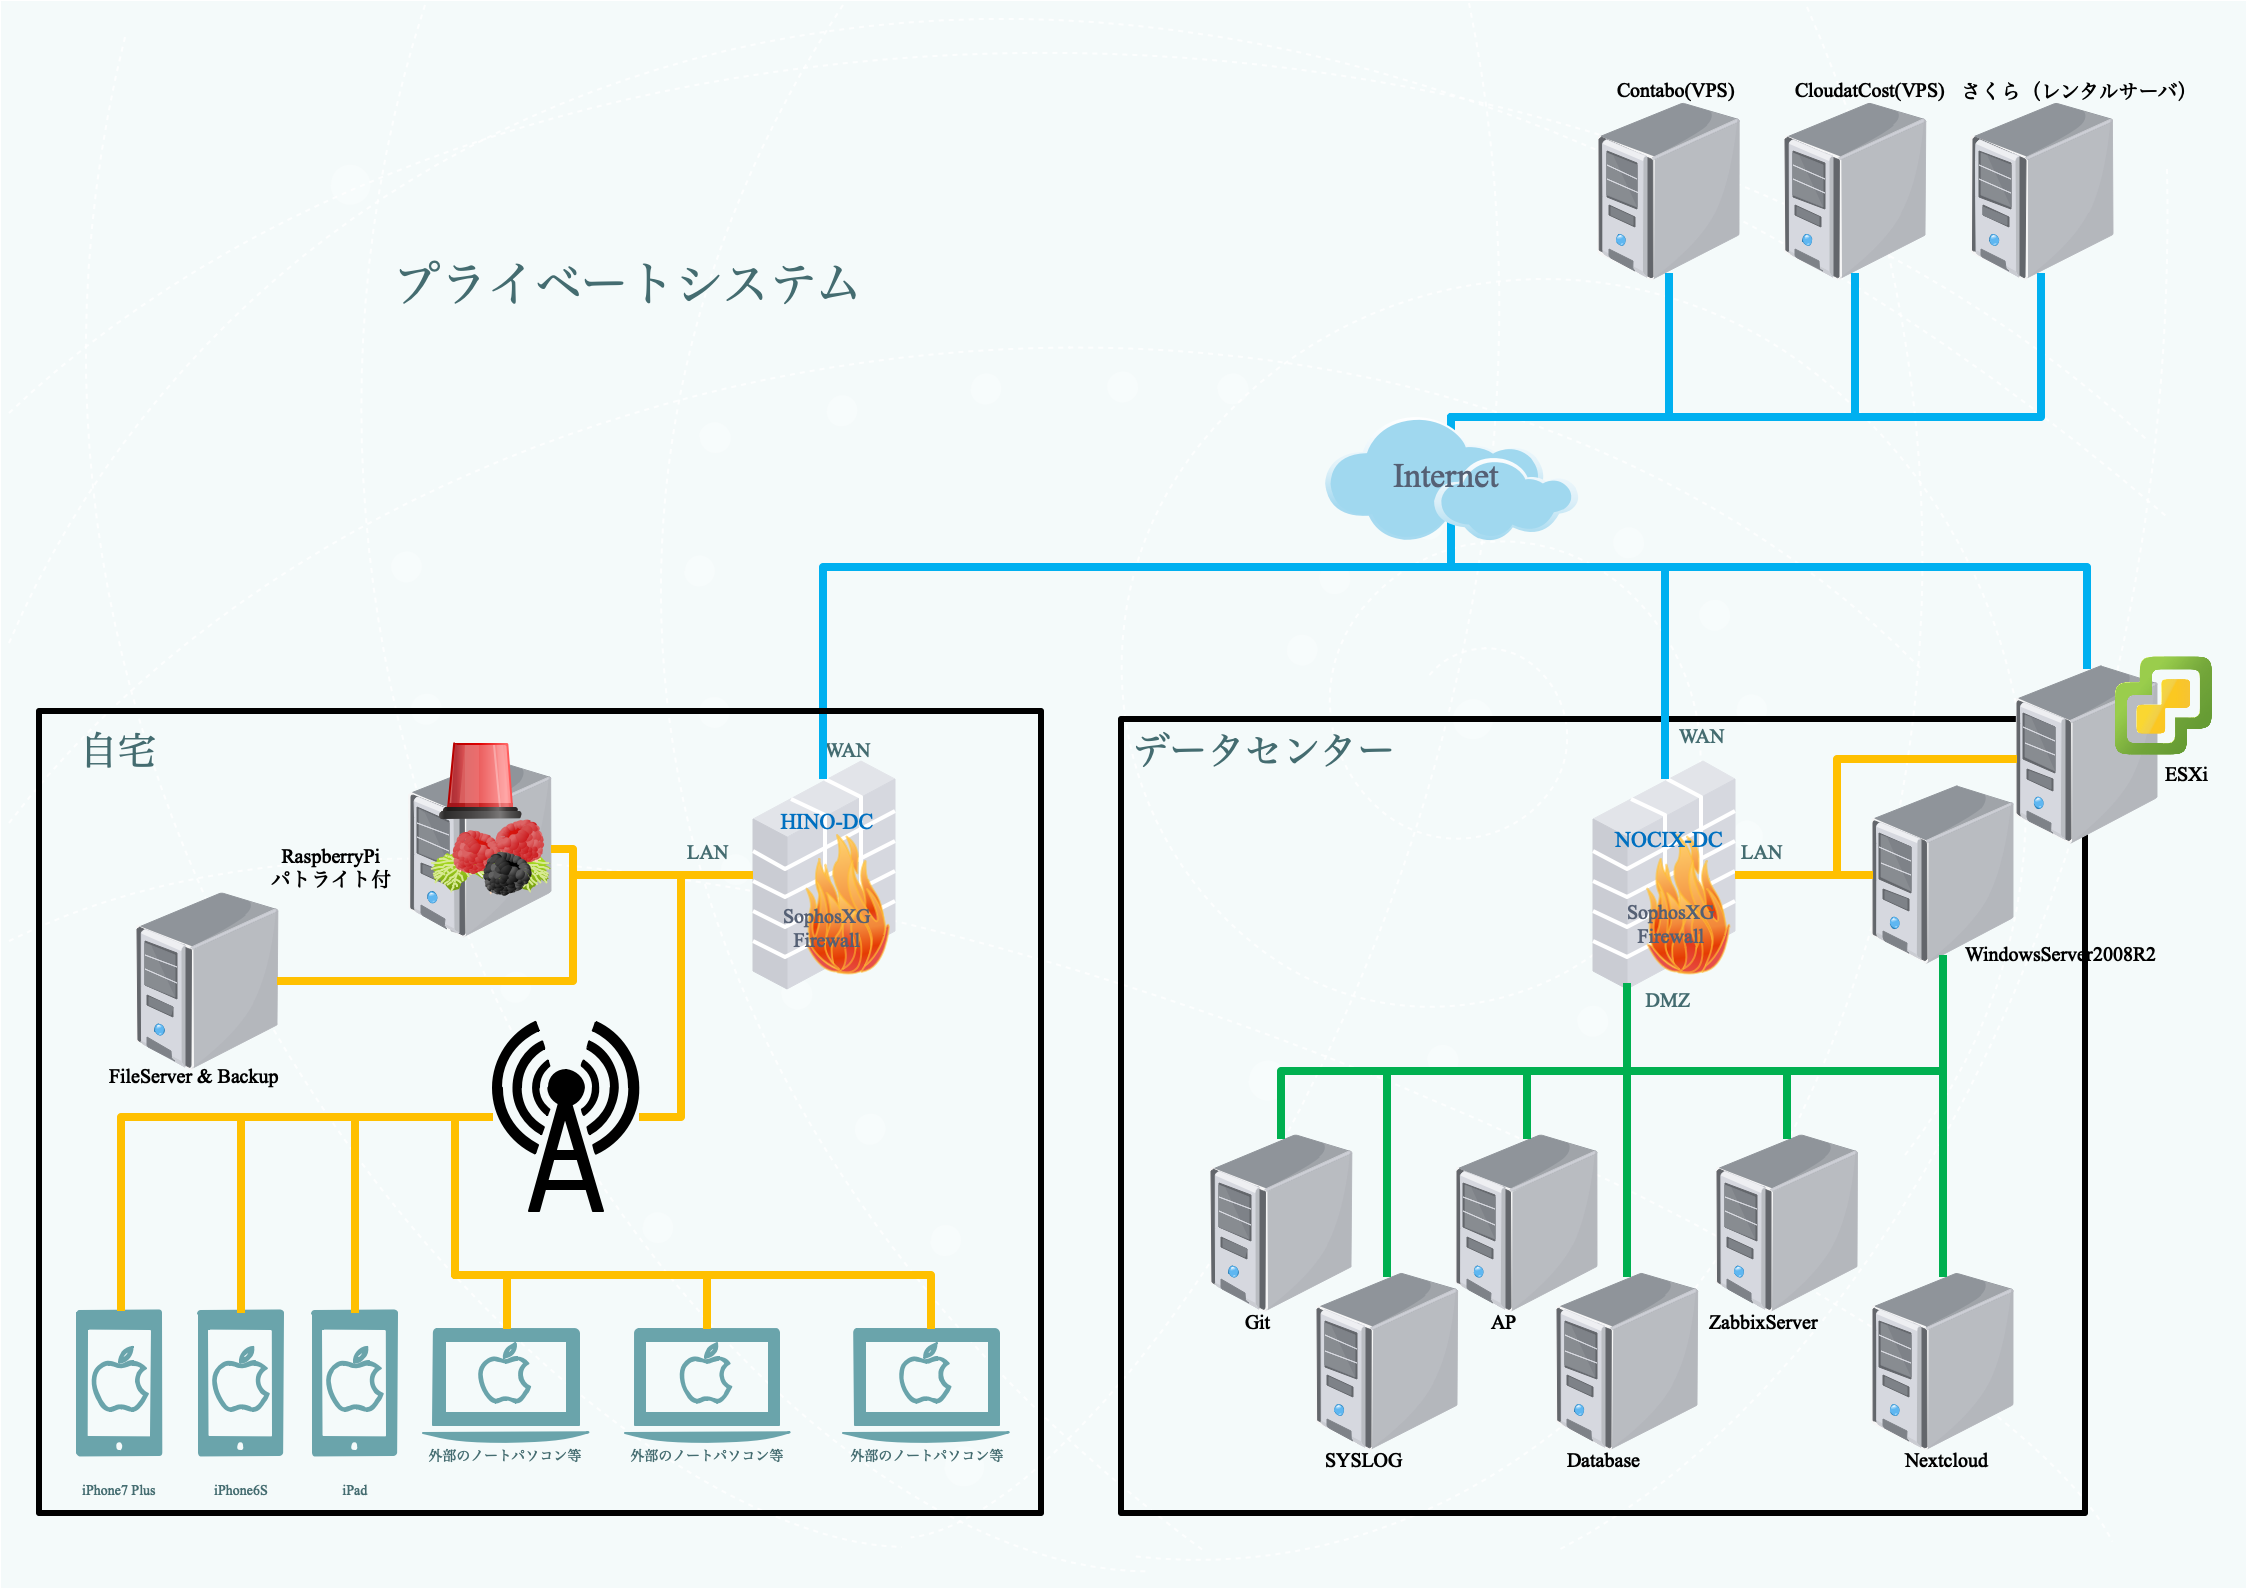 Contabo(VPS)
CloudatCost(VPS)
さくら（レンタルサーバ）
プライベートシステム
Internet
自宅
WAN
HINO-DC
LAN
SophosXG
Firewall
RaspberryPi
パトライト付
FileServer & Backup
iPhone7 Plus
iPhone6S
iPad
外部のノートパソコン等
外部のノートパソコン等
外部のノートパソコン等
データセンター
WAN
NOCIX-DC
LAN
SophosXG
Firewall
DMZ
ESXi
WindowsServer2008R2
Git
AP
ZabbixServer
SYSLOG
Database
Nextcloud